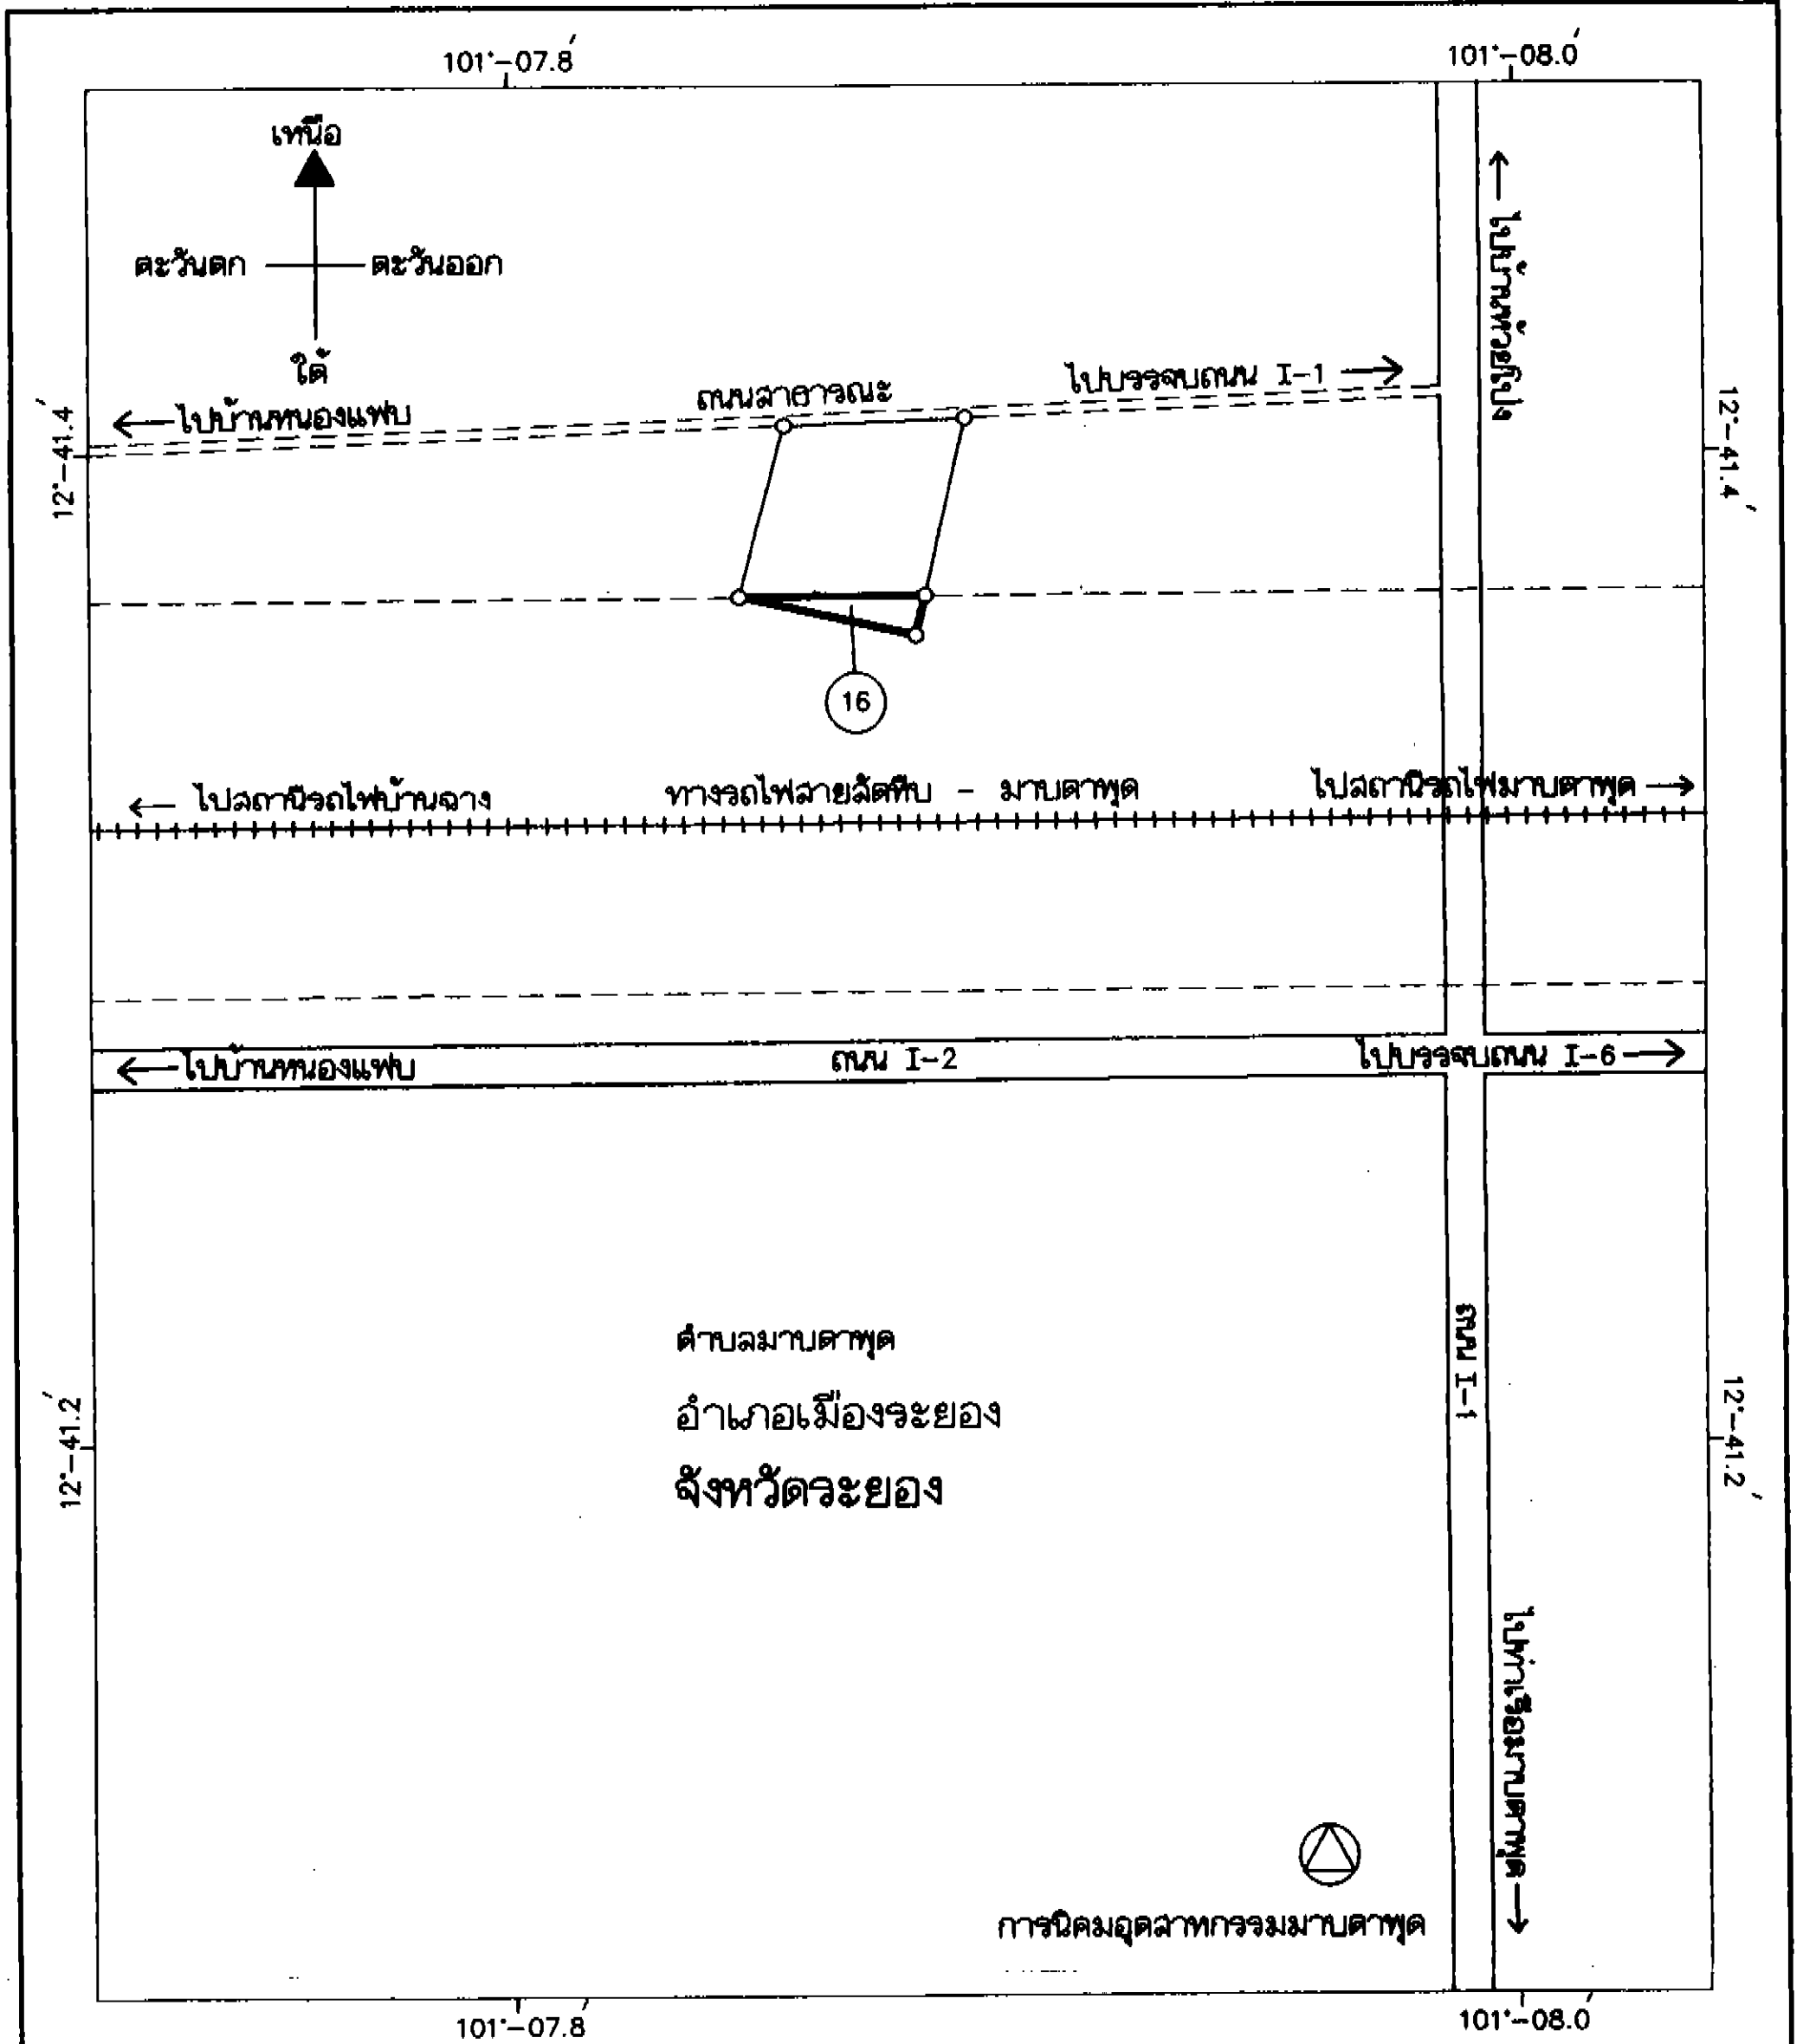 101°-07.8′
101°-08.0′
เหนือ
ตะวันตก
ตะวันออก
ใต้
ไปบ้านห้วยโป่ง
ถนนสาธารณะ
ไปบรรจบถนน I-1
ไปบ้านหนองแฟบ
12°-41.4′
12°-41.4′
16
ไปสถานีรถไฟบ้านฉาง
ทางรถไฟสายสัตหีบ - มาบตาพุด
ไปสถานีรถไฟมาบตาพุด
ไปบ้านหนองแฟบ
ถนน I-2
ไปบรรจบถนน I-6
ตำบลมาบตาพุด
อำเภอเมืองระยอง
จังหวัดระยอง
ถนน I-1
12°-41.2′
12°-41.2′
ไปท่าเรือมาบตาพุด
การนิคมอุตสาหกรรมมาบตาพุด
101°-07.8′
101°-08.0′